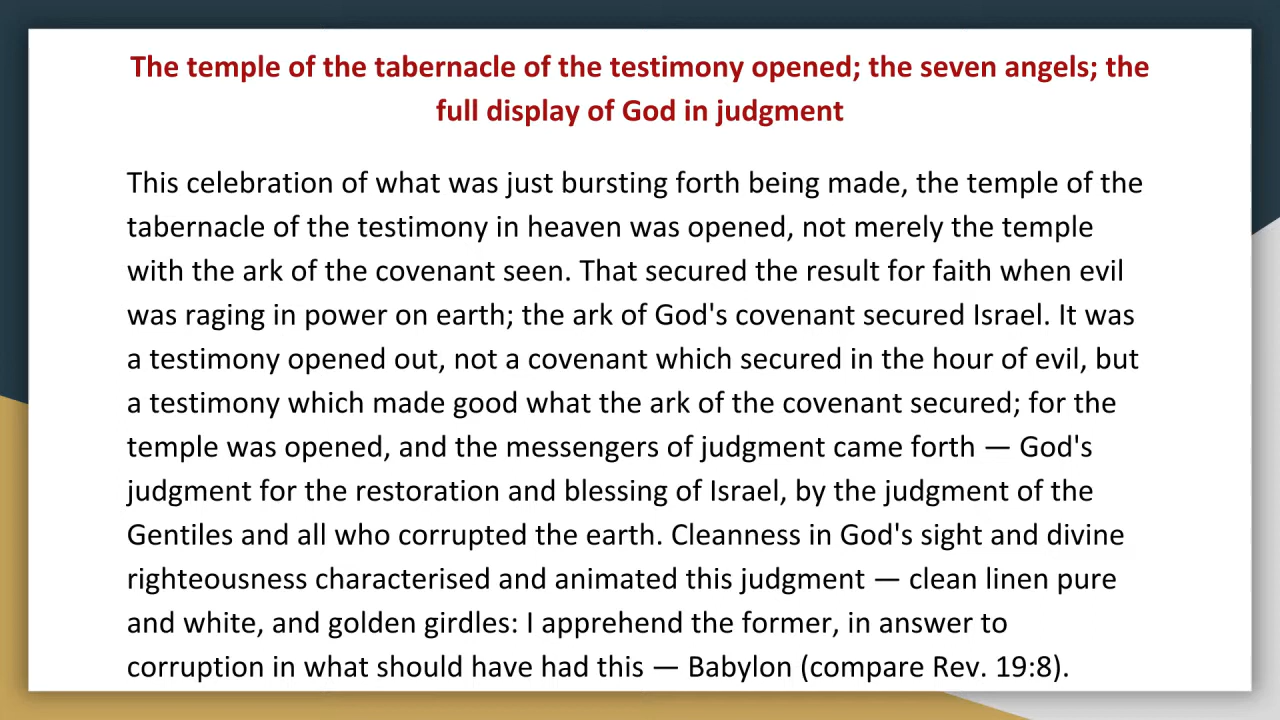 The temple of the tabernacle of the testimony opened; the seven angels; the
full display of God in judgment
This celebration of what was just bursting forth being made, the temple of the
tabernacle of the testimony in heaven was opened, not merely the temple
with the ark of the covenant seen. That secured the result for faith when evil
was raging in power on earth; the ark of God's covenant secured Israel. It was
a testimony opened out, not a covenant which secured in the hour of evil, but
a testimony which made good what the ark of the covenant secured; for the
temple was opened, and the messengers of judgment came forth — God's
judgment for the restoration and blessing of Israel, by the judgment of the
Gentiles and all who corrupted the earth. Cleanness in God's sight and divine
righteousness characterised and animated this judgment — clean linen pure
and white, and golden girdles: I apprehend the former, in answer to
corruption in what should have had this — Babylon (compare Rev. 19:8).